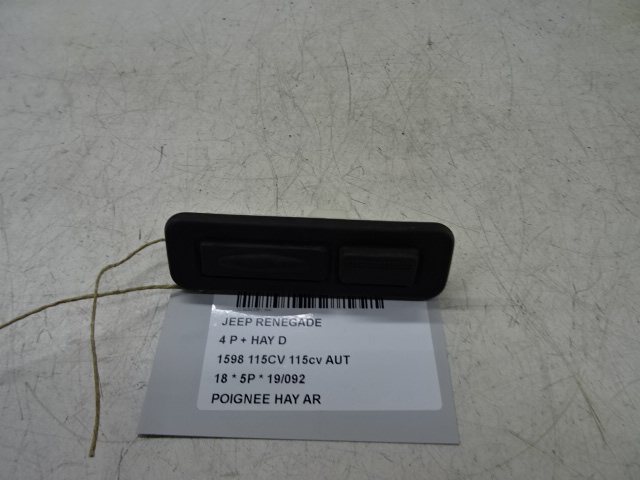 JEEP RENEGADE
4 P + HAY D
1598 115CV 115cv AUT
18 * 5P * 19/092
POIGNEE HAY AR